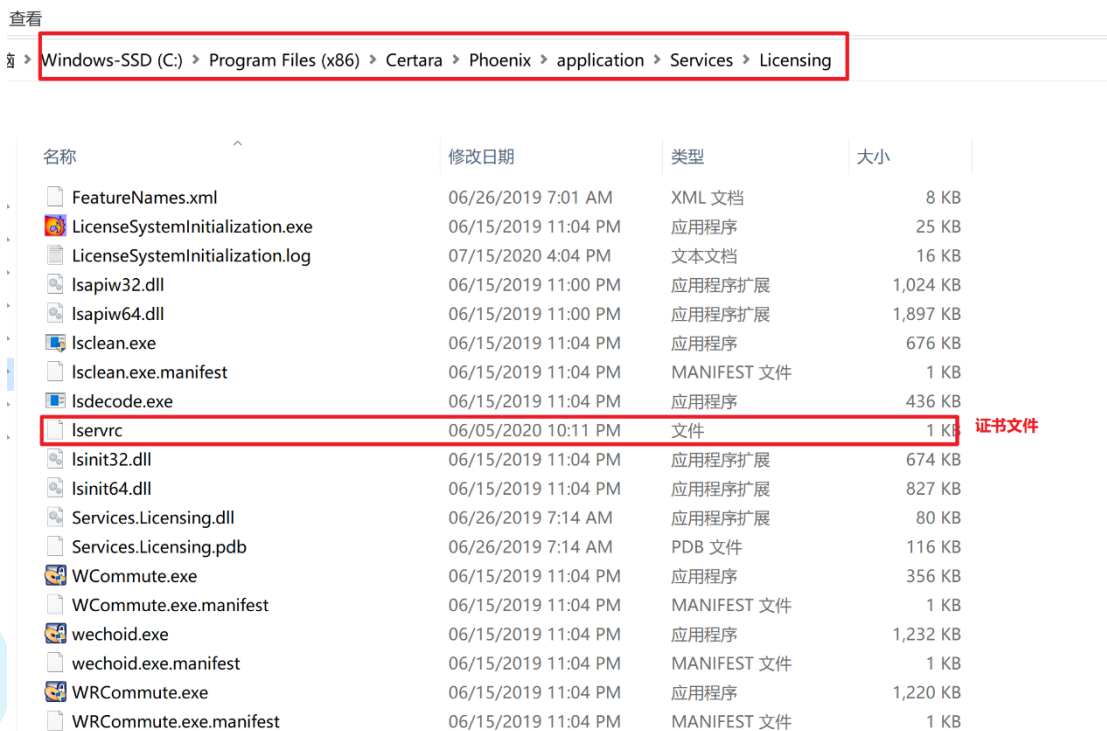 查看
Windows-SSD (C:) > Program Files (x86) > Certara > Phoenix > application > Services > Licensing
名称 修改日期 类型 大小
FeatureNames.xml 06/26/2019 7:01 AM XML 文档 8 KB
LicenseSystemInitialization.exe 06/15/2019 11:04 PM 应用程序 25 KB
LicenseSystemInitialization.log 07/15/2020 4:04 PM 文本文档 16 KB
lsapiw32.dll 06/15/2019 11:00 PM 应用程序扩展 1,024 KB
lsapiw64.dll 06/15/2019 11:00 PM 应用程序扩展 1,897 KB
lsclean.exe 06/15/2019 11:04 PM 应用程序 676 KB
lsclean.exe.manifest 06/15/2019 11:04 PM MANIFEST 文件 1 KB
lsdecode.exe 06/15/2019 11:04 PM 应用程序 436 KB
lservrc 06/05/2020 10:11 PM 文件 1 KB 证书文件
lsinit32.dll 06/15/2019 11:04 PM 应用程序扩展 674 KB
lsinit64.dll 06/15/2019 11:04 PM 应用程序扩展 827 KB
Services.Licensing.dll 06/26/2019 7:14 AM 应用程序扩展 80 KB
Services.Licensing.pdb 06/26/2019 7:14 AM PDB 文件 116 KB
WCommute.exe 06/15/2019 11:04 PM 应用程序 356 KB
WCommute.exe.manifest 06/15/2019 11:04 PM MANIFEST 文件 1 KB
wechoid.exe 06/15/2019 11:04 PM 应用程序 1,232 KB
wechoid.exe.manifest 06/15/2019 11:04 PM MANIFEST 文件 1 KB
WRCommute.exe 06/15/2019 11:04 PM 应用程序 1,220 KB
WRCommute.exe.manifest 06/15/2019 11:04 PM MANIFEST 文件 1 KB